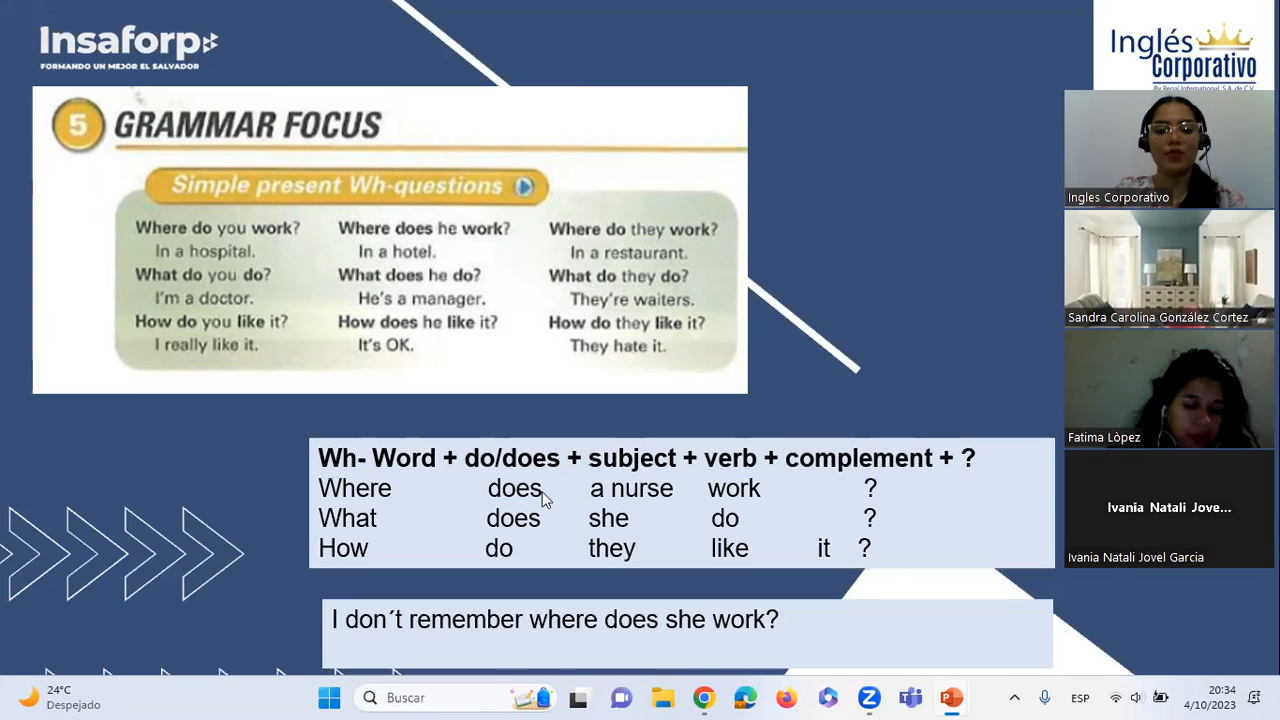 Insaforp
FORMANDO UN MEJOR EL SALVADOR
Inglés
Corporativo
By Regal International, S.A. de C.V.
5 GRAMMAR FOCUS
Simple present Wh-questions
Where do you work? Where does he work? Where do they work?
In a hospital. In a hotel. In a restaurant.
What do you do? What does he do? What do they do?
I'm a doctor. He's a manager. They're waiters.
How do you like it? How does he like it? How do they like it?
I really like it. It's OK. They hate it.
Ingles Corporativo
Sandra Carolina González Cortez
Fatima Lòpez
Ivania Natali Jove...
Ivania Natali Jovel Garcia
Wh- Word + do/does + subject + verb + complement + ?
Where does a nurse work ?
What does she do ?
How do they like it ?
I don´t remember where does she work?
24°C
Despejado
Buscar
ESP
20:34
4/10/2023